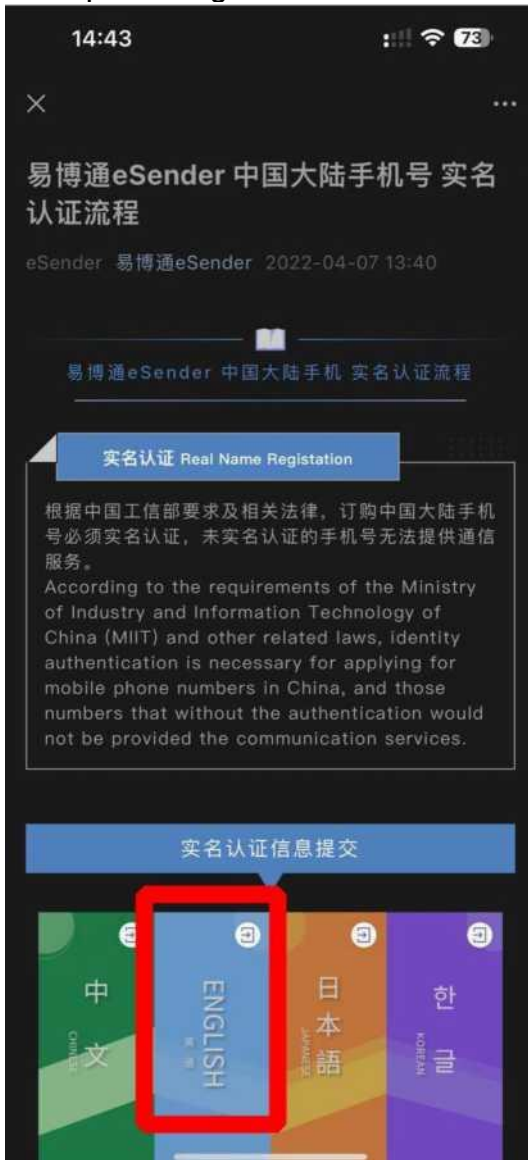 14:43
73
易博通eSender 中国大陆手机号 实名
认证流程
eSender 易博通eSender 2022-04-07 13:40
易博通eSender 中国大陆手机 实名认证流程
实名认证 Real Name Registation
根据中国工信部要求及相关法律，订购中国大陆手机
号必须实名认证，未实名认证的手机号无法提供通信
服务。
According to the requirements of the Ministry
of Industry and Information Technology of
China (MIIT) and other related laws, identity
authentication is necessary for applying for
mobile phone numbers in China, and those
numbers that without the authentication would
not be provided the communication services.
实名认证信息提交
中文
CHINESE
ENGLISH
日本語
JAPANESE
한글
KOREAN